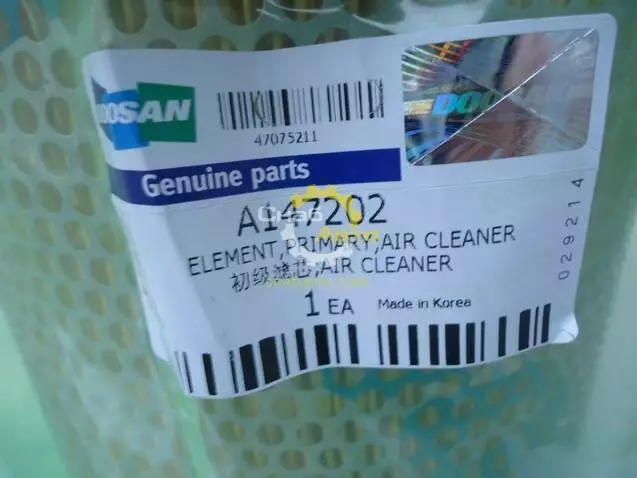 DOOSAN
47075211
Genuine parts
A147202
ELEMENT,PRIMARY;AIR CLEANER
初级滤芯;AIR CLEANER
1 EA
Made in Korea
029214